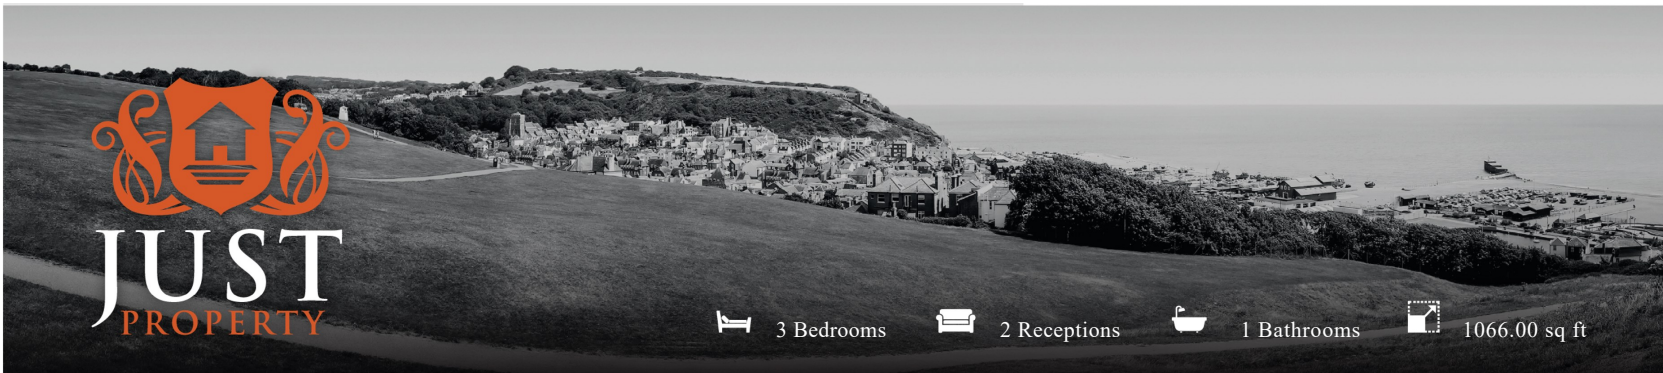 JUST
PROPERTY
3 Bedrooms
2 Receptions
1 Bathrooms
1066.00 sq ft